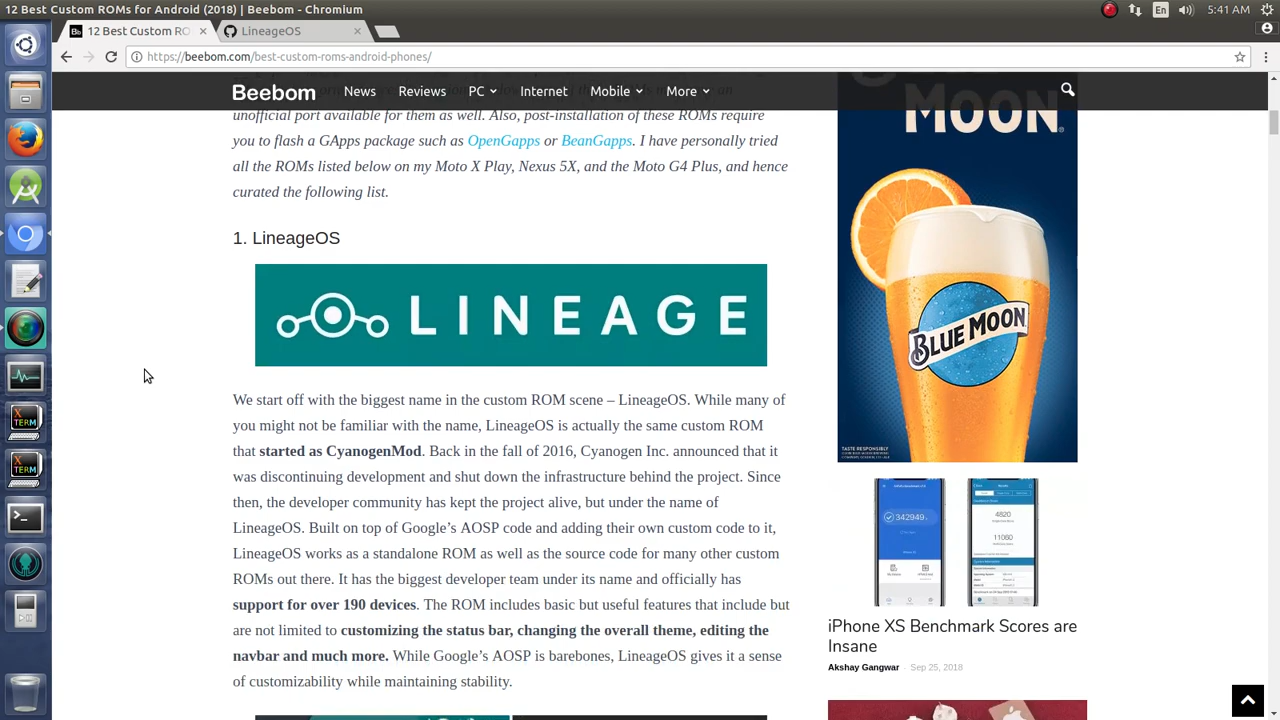 12 Best Custom ROMs for Android (2018) | Beebom - Chromium
En
5:41 AM
12 Best Custom RO
LineageOS
https://beebom.com/best-custom-roms-android-phones/
Beebom
News
Reviews
PC
Internet
Mobile
More
unofficial port available for them as well. Also, post-installation of these ROMs require
you to flash a GApps package such as OpenGapps or BeanGapps. I have personally tried
all the ROMs listed below on my Moto X Play, Nexus 5X, and the Moto G4 Plus, and hence
curated the following list.
1. LineageOS
LINEAGE
We start off with the biggest name in the custom ROM scene – LineageOS. While many of
you might not be familiar with the name, LineageOS is actually the same custom ROM
that started as CyanogenMod. Back in the fall of 2016, Cyanogen Inc. announced that it
was discontinuing development and shut down the infrastructure behind the project. Since
then, the developer community has kept the project alive, but under the name of
LineageOS. Built on top of Google’s AOSP code and adding their own custom code to it,
LineageOS works as a standalone ROM as well as the source code for many other custom
ROMs out there. It has the biggest developer team under its name and officially has
support for over 190 devices. The ROM includes basic but useful features that include but
are not limited to customizing the status bar, changing the overall theme, editing the
navbar and much more. While Google’s AOSP is barebones, LineageOS gives it a sense
of customizability while maintaining stability.
MOON
BLUE MOON
TASTE RESPONSIBLY
342949
4820
11060
iPhone XS Benchmark Scores are
Insane
Akshay Gangwar - Sep 25, 2018
X
TERM
X
TERM